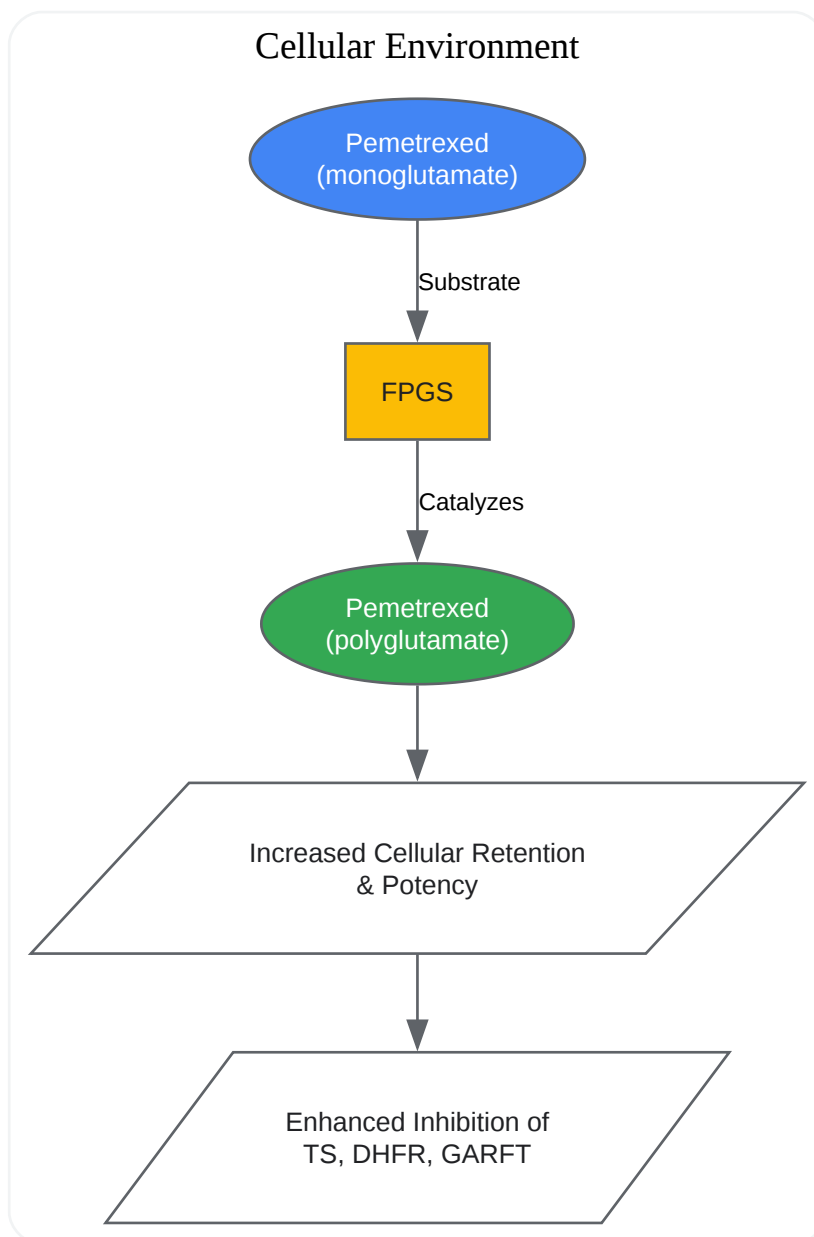 Cellular Environment
Pemetrexed
(monoglutamate)
Substrate
FPGS
Catalyzes
Pemetrexed
(polyglutamate)
Increased Cellular Retention
& Potency
Enhanced Inhibition of
TS, DHFR, GARFT